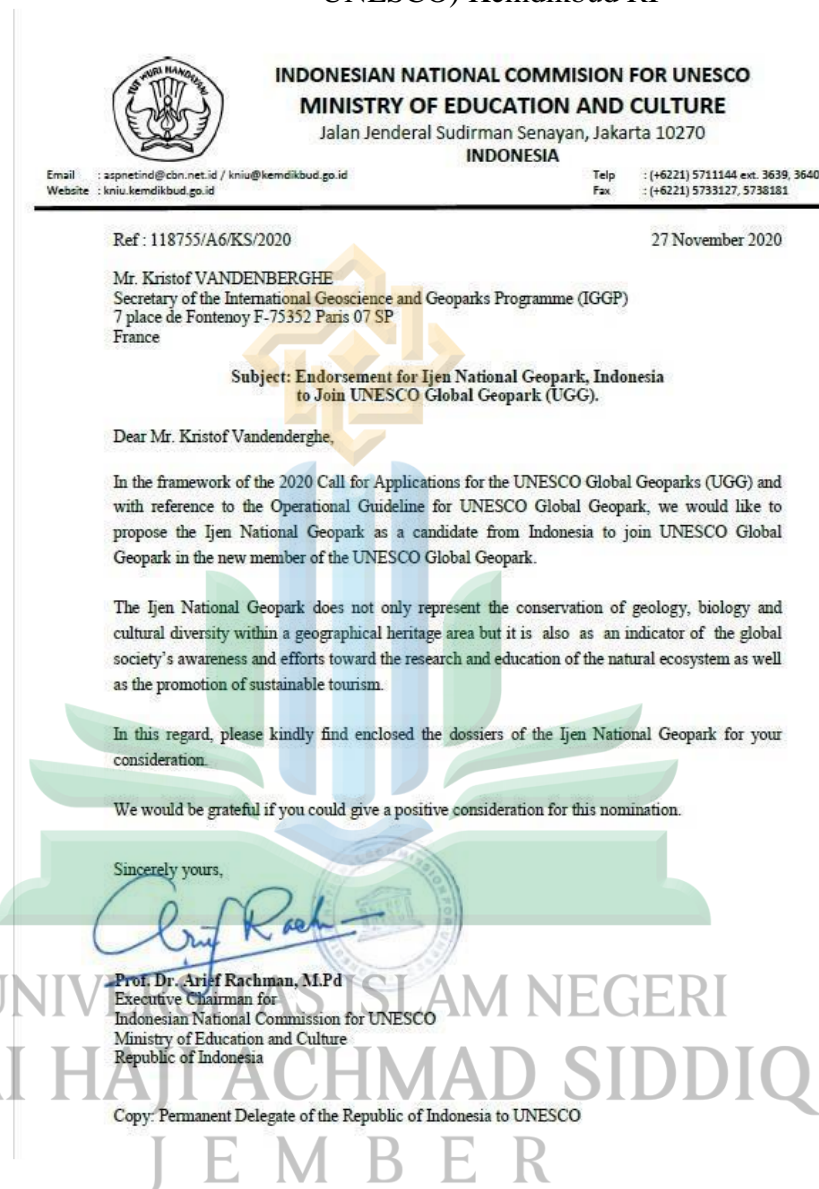 UNESCO) Kemdikbud RI
TUT WURI HANDAYANI
INDONESIAN NATIONAL COMMISION FOR UNESCO
MINISTRY OF EDUCATION AND CULTURE
Jalan Jenderal Sudirman Senayan, Jakarta 10270
INDONESIA
Email : aspnetind@cbn.net.id / kniu@kemdikbud.go.id
Website : kniu.kemdikbud.go.id
Telp : (+6221) 5711144 ext. 3639, 3640
Fax : (+6221) 5733127, 5738181
Ref : 118755/A6/KS/2020 27 November 2020
Mr. Kristof VANDENBERGHE
Secretary of the International Geoscience and Geoparks Programme (IGGP)
7 place de Fontenoy F-75352 Paris 07 SP
France
Subject: Endorsement for Ijen National Geopark, Indonesia
to Join UNESCO Global Geopark (UGG).
Dear Mr. Kristof Vandenderghe,
In the framework of the 2020 Call for Applications for the UNESCO Global Geoparks (UGG) and
with reference to the Operational Guideline for UNESCO Global Geopark, we would like to
propose the Ijen National Geopark as a candidate from Indonesia to join UNESCO Global
Geopark in the new member of the UNESCO Global Geopark.
The Ijen National Geopark does not only represent the conservation of geology, biology and
cultural diversity within a geographical heritage area but it is also as an indicator of the global
society's awareness and efforts toward the research and education of the natural ecosystem as well
as the promotion of sustainable tourism.
In this regard, please kindly find enclosed the dossiers of the Ijen National Geopark for your
consideration.
We would be grateful if you could give a positive consideration for this nomination.
Sincerely yours,
Prof. Dr. Arief Rachman, M.Pd
Executive Chairman for
Indonesian National Commission for UNESCO
Ministry of Education and Culture
Republic of Indonesia
Copy: Permanent Delegate of the Republic of Indonesia to UNESCO
UNIVERSITAS ISLAM NEGERI
AI HAJI ACHMAD SIDDIQ
JEMBER